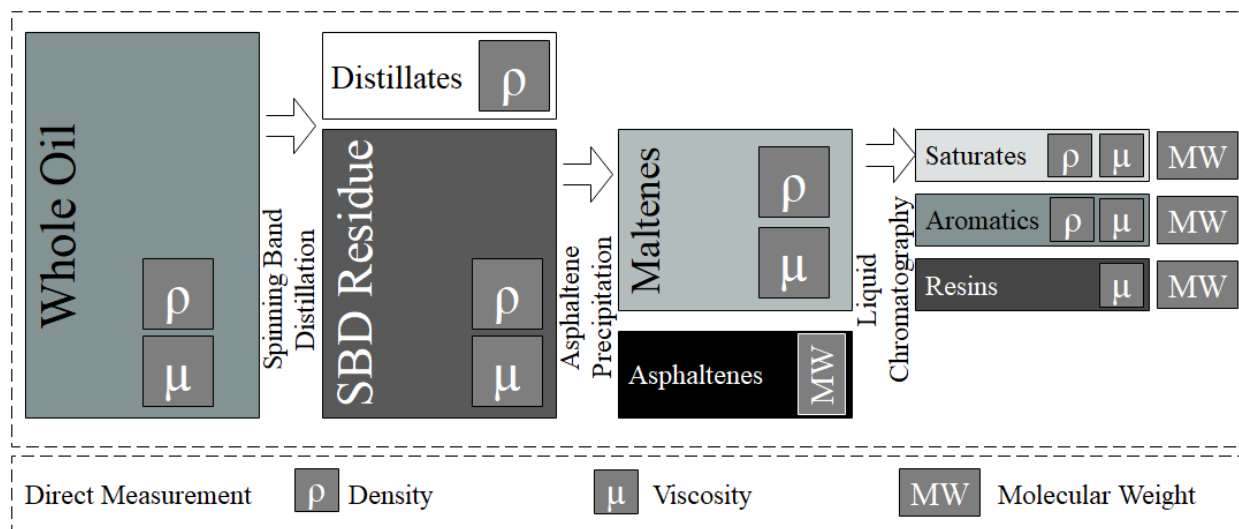 Whole Oil
ρ
μ
Spinning Band
Distillation
Distillates
ρ
SBD Residue
ρ
μ
Asphaltene
Precipitation
Maltenes
ρ
μ
Asphaltenes
MW
Liquid
Chromatography
Saturates ρ μ MW
Aromatics ρ μ MW
Resins μ MW
Direct Measurement ρ Density μ Viscosity MW Molecular Weight